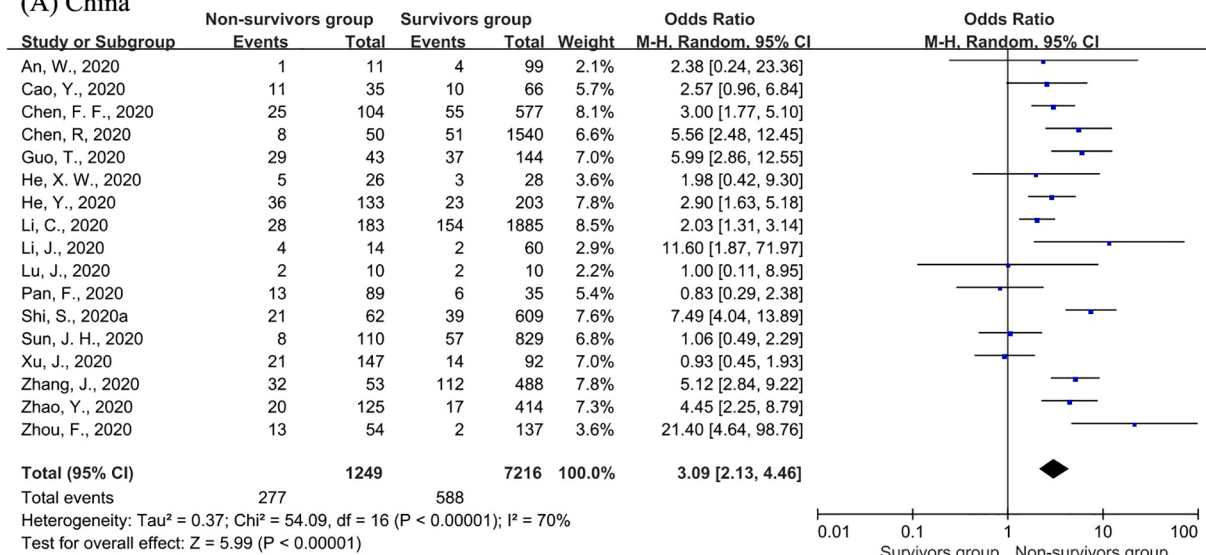 (A) China
Non-survivors group Survivors group Odds Ratio Odds Ratio
Study or Subgroup Events Total Events Total Weight M-H, Random, 95% CI M-H, Random, 95% CI
An, W., 2020 1 11 4 99 2.1% 2.38 [0.24, 23.36]
Cao, Y., 2020 11 35 10 66 5.7% 2.57 [0.96, 6.84]
Chen, F. F., 2020 25 104 55 577 8.1% 3.00 [1.77, 5.10]
Chen, R, 2020 8 50 51 1540 6.6% 5.56 [2.48, 12.45]
Guo, T., 2020 29 43 37 144 7.0% 5.99 [2.86, 12.55]
He, X. W., 2020 5 26 3 28 3.6% 1.98 [0.42, 9.30]
He, Y., 2020 36 133 23 203 7.8% 2.90 [1.63, 5.18]
Li, C., 2020 28 183 154 1885 8.5% 2.03 [1.31, 3.14]
Li, J., 2020 4 14 2 60 2.9% 11.60 [1.87, 71.97]
Lu, J., 2020 2 10 2 10 2.2% 1.00 [0.11, 8.95]
Pan, F., 2020 13 89 6 35 5.4% 0.83 [0.29, 2.38]
Shi, S., 2020a 21 62 39 609 7.6% 7.49 [4.04, 13.89]
Sun, J. H., 2020 8 110 57 829 6.8% 1.06 [0.49, 2.29]
Xu, J., 2020 21 147 14 92 7.0% 0.93 [0.45, 1.93]
Zhang, J., 2020 32 53 112 488 7.8% 5.12 [2.84, 9.22]
Zhao, Y., 2020 20 125 17 414 7.3% 4.45 [2.25, 8.79]
Zhou, F., 2020 13 54 2 137 3.6% 21.40 [4.64, 98.76]
Total (95% CI) 1249 7216 100.0% 3.09 [2.13, 4.46]
Total events 277 588
Heterogeneity: Tau² = 0.37; Chi² = 54.09, df = 16 (P < 0.00001); I² = 70%
Test for overall effect: Z = 5.99 (P < 0.00001)
0.01 0.1 1 10 100
Survivors group Non-survivors group